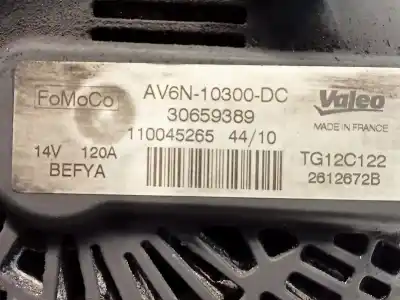 FoMoCo
AV6N-10300-DC
30659389
Valeo
MADE IN FRANCE
110045265 44/10
14V 120A
BEFYA
TG12C122
2612672B